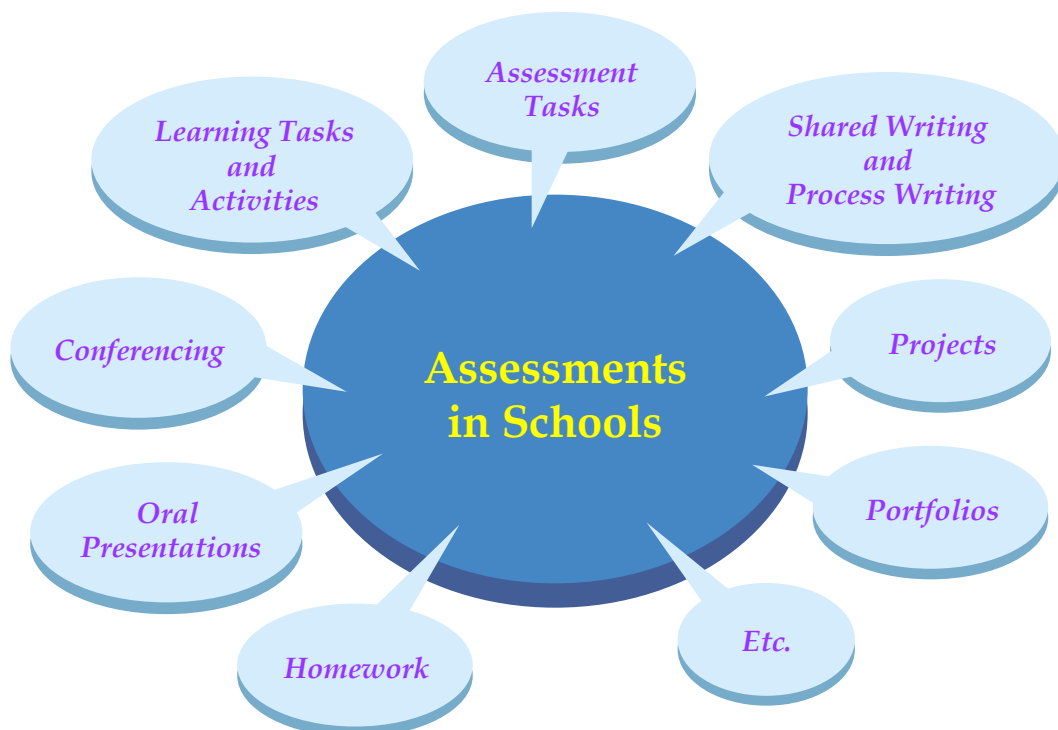 Assessment
Tasks
Learning Tasks
and
Activities
Shared Writing
and
Process Writing
Conferencing
Projects
Assessments
in Schools
Oral
Presentations
Portfolios
Homework
Etc.